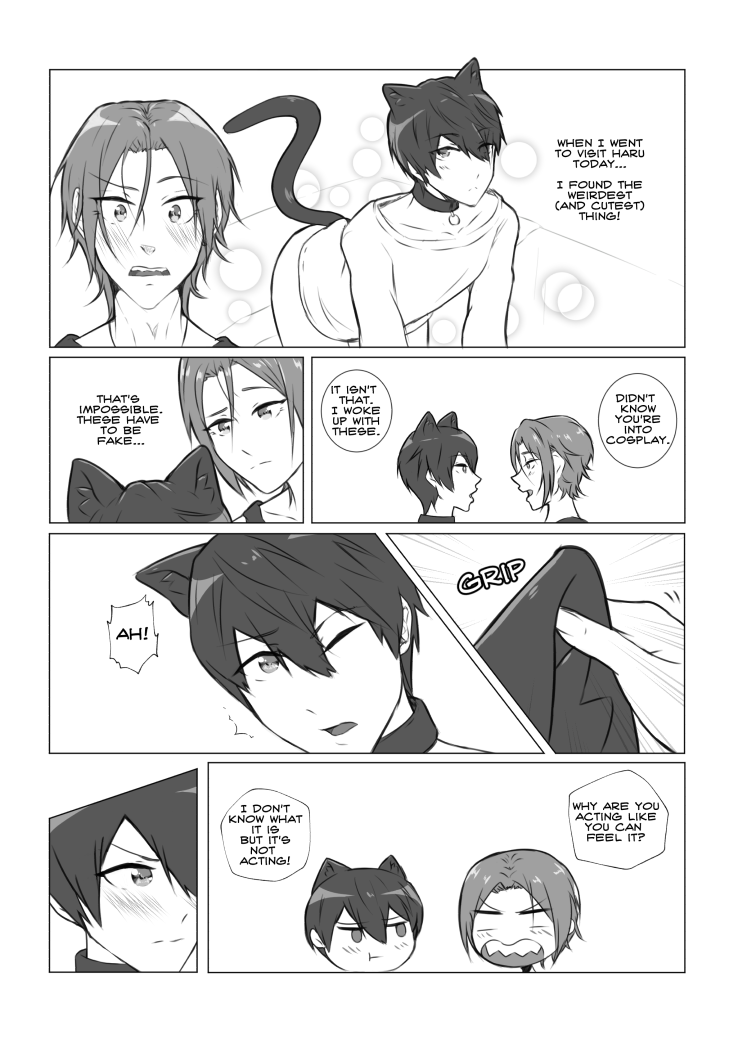 WHEN I WENT
TO VISIT HARU
TODAY...
I FOUND THE
WEIRDEST
(AND CUTEST)
THING!
DIDN'T
KNOW
YOU'RE
INTO
COSPLAY.
IT ISN'T
THAT.
I WOKE
UP WITH
THESE.
THAT'S
IMPOSSIBLE.
THESE HAVE
TO BE
FAKE...
GRIP
AH!
WHY ARE YOU
ACTING LIKE
YOU CAN
FEEL IT?
I DON'T
KNOW WHAT
IT IS
BUT IT'S
NOT
ACTING!